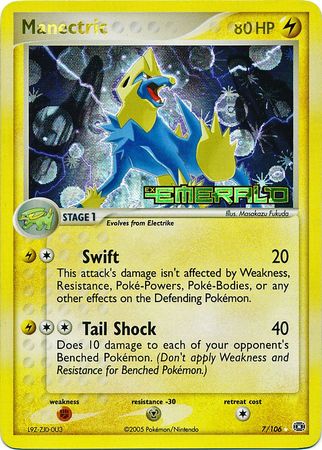 Manectric 80 HP
EX
EMERALD
Illus. Masakazu Fukuda
STAGE 1
Evolves from Electrike
Swift 20
This attack's damage isn't affected by Weakness,
Resistance, Poké-Powers, Poké-Bodies, or any
other effects on the Defending Pokémon.
Tail Shock 40
Does 10 damage to each of your opponent's
Benched Pokémon. (Don't apply Weakness and
Resistance for Benched Pokémon.)
weakness resistance -30 retreat cost
L9Z-ZJ0-0U3 ©2005 Pokémon/Nintendo 7/106